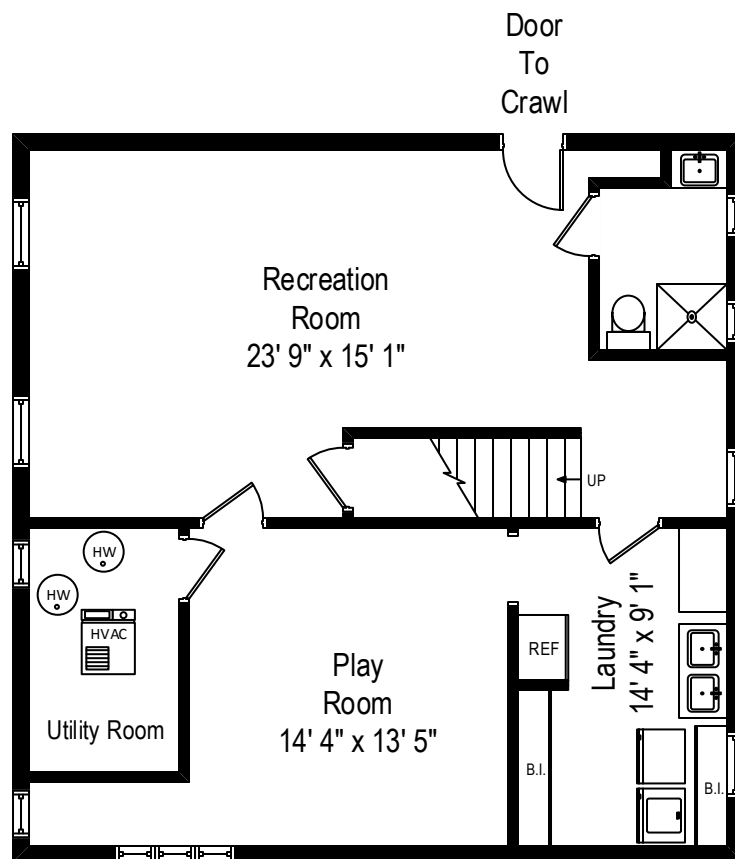 Door
To
Crawl
Recreation
Room
23' 9" x 15' 1"
UP
HW
HW
HVAC
Utility Room
Play
Room
14' 4" x 13' 5"
REF
Laundry
14' 4" x 9' 1"
B.I.
B.I.